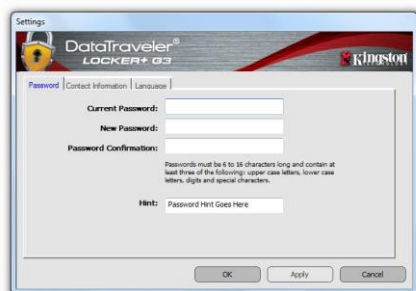 Settings
DataTraveler®
LOCKER+ G3
Kingston
Password Contact Information Language
Current Password:
New Password:
Password Confirmation:
Passwords must be 6 to 16 characters long and contain at
least three of the following: upper case letters, lower case
letters, digits and special characters.
Hint: Password Hint Goes Here
OK Apply Cancel